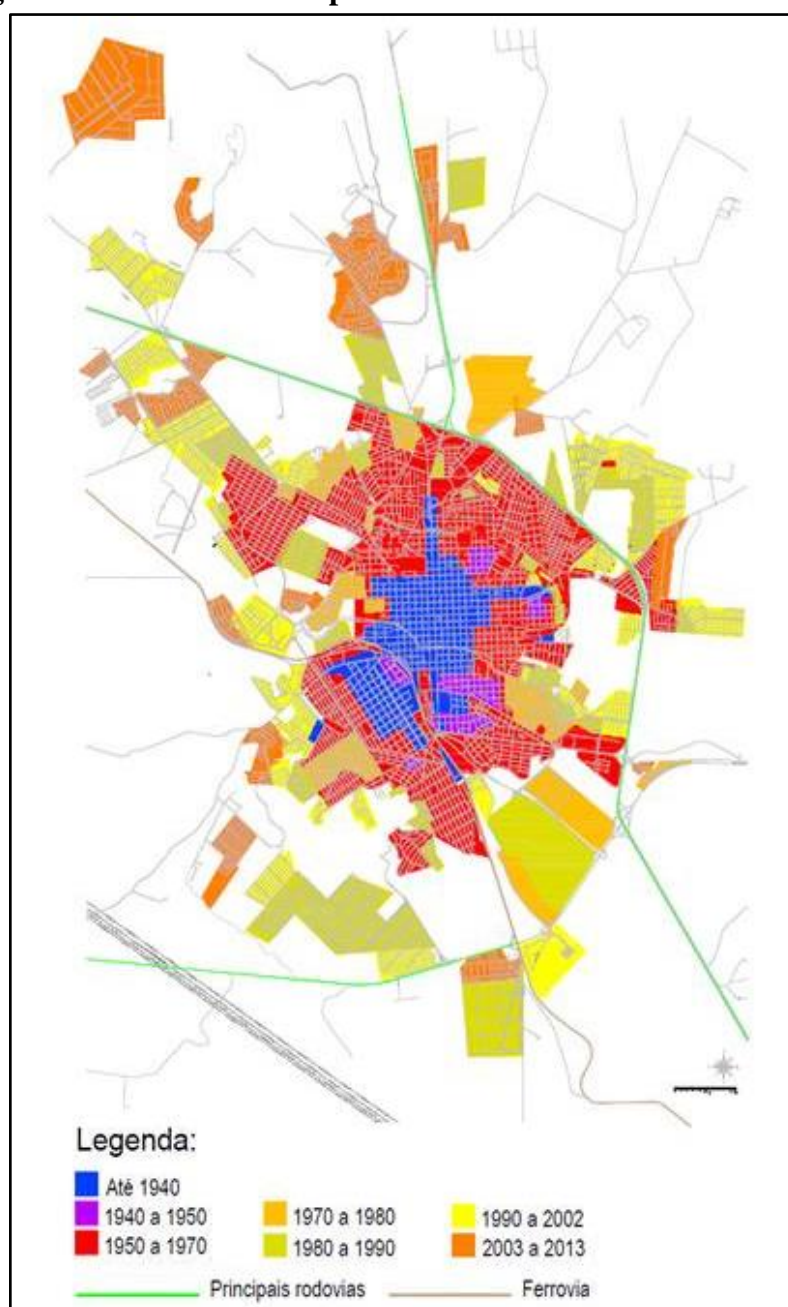 Legenda:
Até 1940
1940 a 1950
1950 a 1970
1970 a 1980
1980 a 1990
1990 a 2002
2003 a 2013
Principais rodovias
Ferrovia